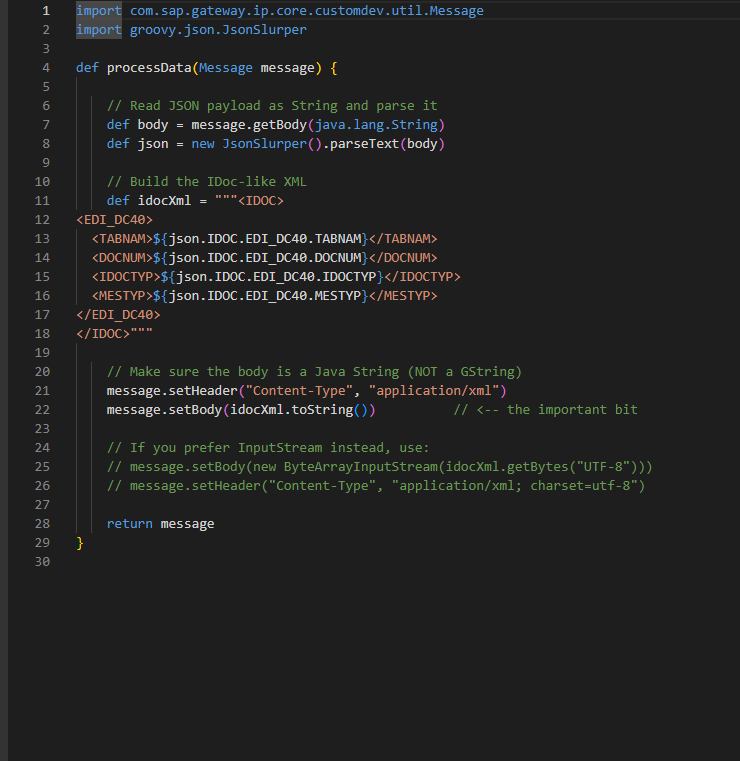 1 import com.sap.gateway.ip.core.customdev.util.Message
2 import groovy.json.JsonSlurper
3
4 def processData(Message message) {
5
6     // Read JSON payload as String and parse it
7     def body = message.getBody(java.lang.String)
8     def json = new JsonSlurper().parseText(body)
9
10     // Build the IDoc-like XML
11     def idocXml = """<IDOC>
12 <EDI_DC40>
13   <TABNAM>${json.IDOC.EDI_DC40.TABNAM}</TABNAM>
14   <DOCNUM>${json.IDOC.EDI_DC40.DOCNUM}</DOCNUM>
15   <IDOCTYP>${json.IDOC.EDI_DC40.IDOCTYP}</IDOCTYP>
16   <MESTYP>${json.IDOC.EDI_DC40.MESTYP}</MESTYP>
17 </EDI_DC40>
18 </IDOC>"""
19
20     // Make sure the body is a Java String (NOT a GString)
21     message.setHeader("Content-Type", "application/xml")
22     message.setBody(idocXml.toString())          // <-- the important bit
23
24     // If you prefer InputStream instead, use:
25     // message.setBody(new ByteArrayInputStream(idocXml.getBytes("UTF-8")))
26     // message.setHeader("Content-Type", "application/xml; charset=utf-8")
27
28     return message
29 }
30